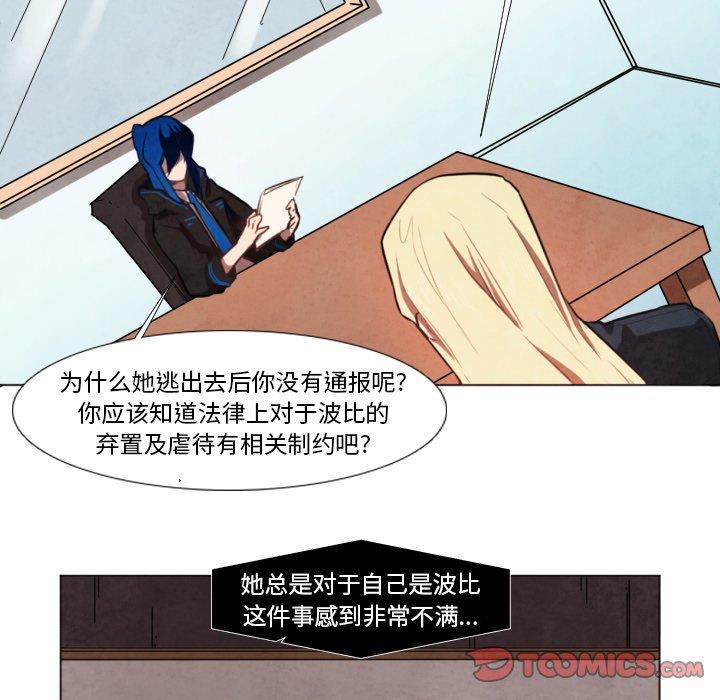 为什么她逃出去后你没有通报呢?
你应该知道法律上对于波比的
弃置及虐待有相关制约吧?
她总是对于自己是波比
这件事感到非常不满...
TOOMICS.COM